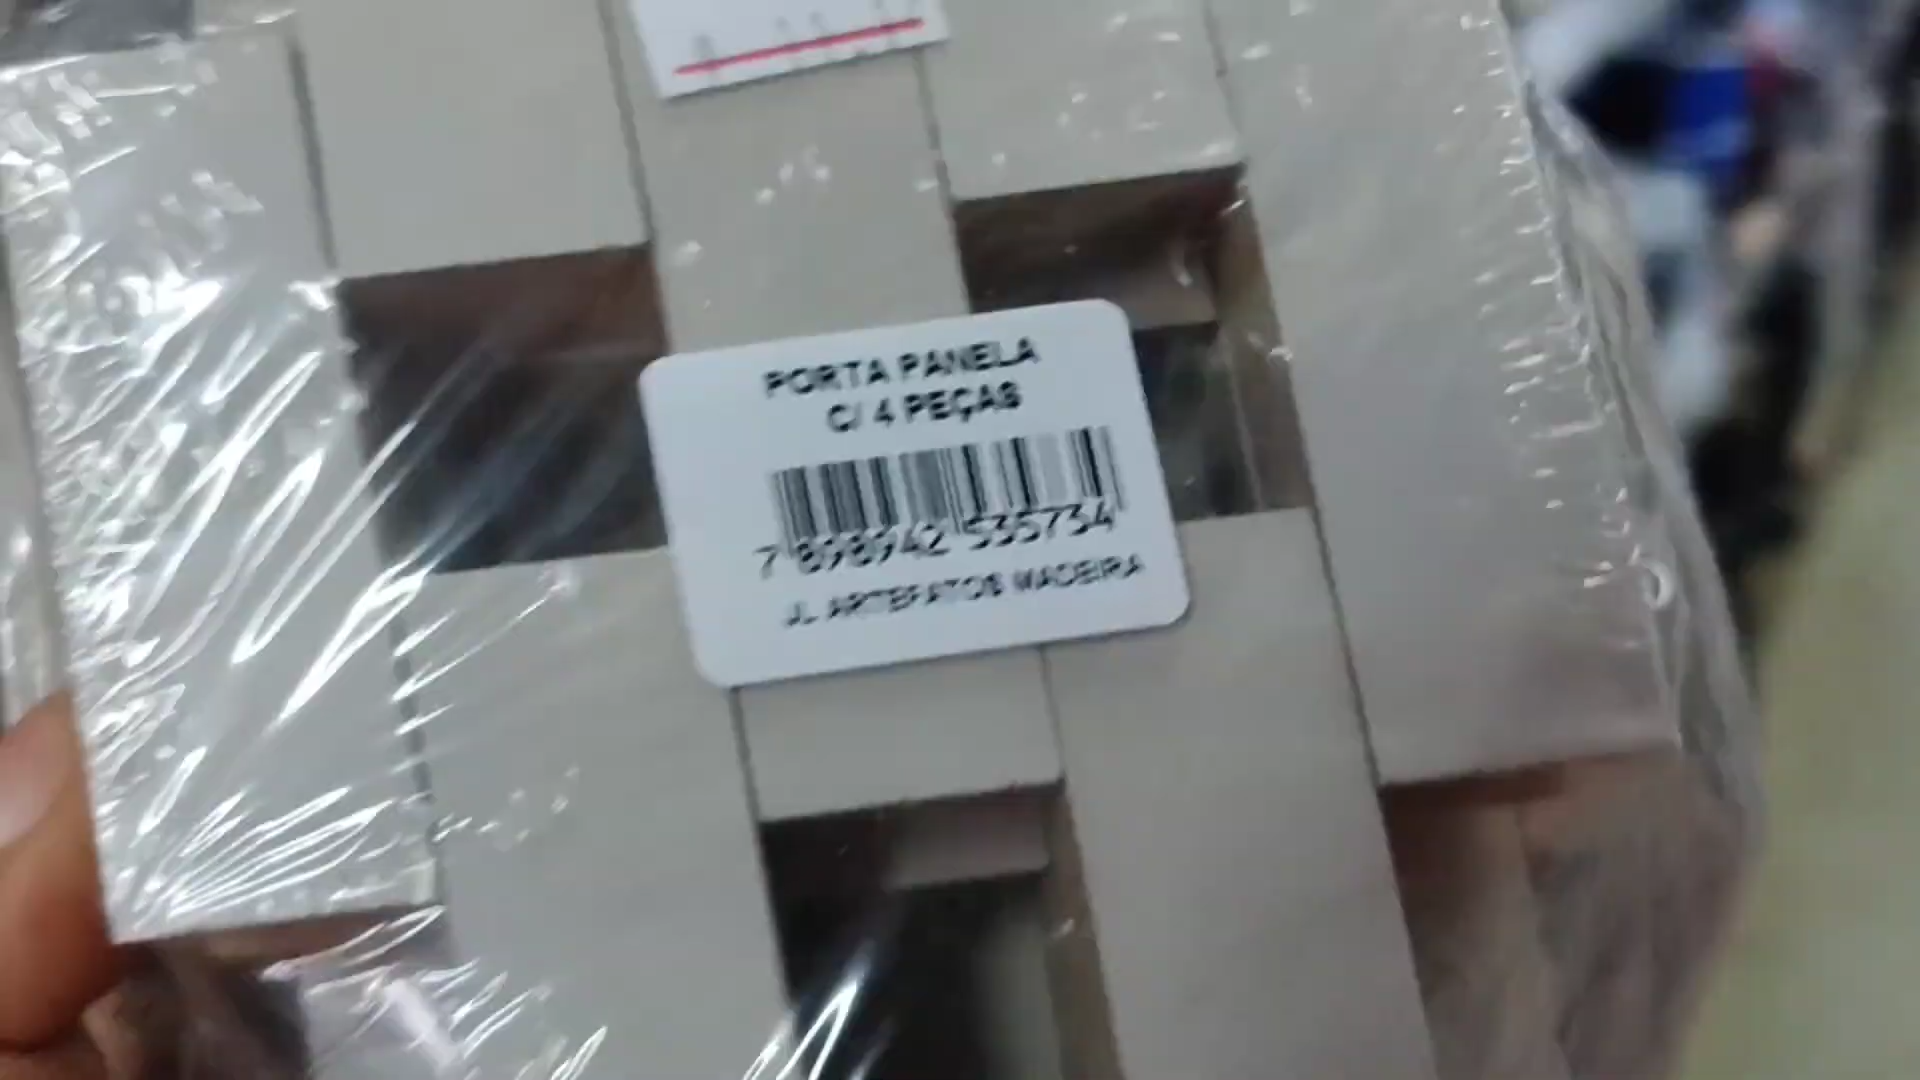 PORTA PANELA
C/ 4 PEÇAS
7 898942 535734
JL ARTEFATOS MADEIRA